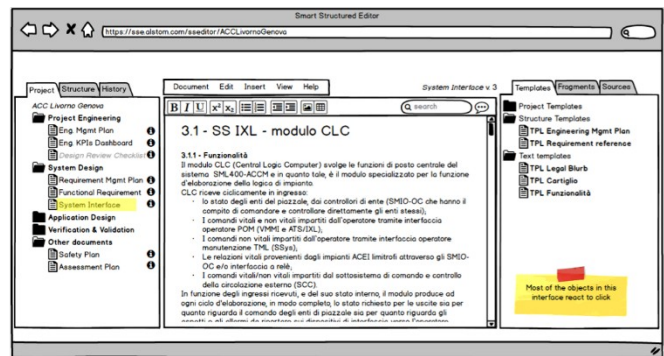 Smart Structured Editor
https://sse.alstom.com/sseditor/ACCLivornoGenova
Project Structure History
ACC Livorno Genova
Project Engineering
Eng. Mgmt Plan
Eng. KPIs Dashboard
Design Review Checklist
System Design
Requirement Mgmt Plan
Functional Requirement
System Interface
Application Design
Verification & Validation
Other documents
Safety Plan
Assessment Plan
Document Edit Insert View Help
System Interface v. 3
B I U x² x₂
search
3.1 - SS IXL - modulo CLC
3.1.1 - Funzionalità
Il modulo CLC (Central Logic Computer) svolge le funzioni di posto centrale del
sistema SML400-ACCM e in quanto tale, è il modulo specializzato per la funzione
d'elaborazione della logica di impianto.
CLC riceve ciclicamente in ingresso:
· lo stato degli enti del piazzale, dai controllori di ente (SMIO-OC che hanno il
compito di comandare e controllare direttamente gli enti stessi),
· I comandi vitali e non vitali impartiti dall'operatore tramite interfaccia
operatore POM (VMMI e ATS/IXL),
· I comandi non vitali impartiti dall'operatore tramite interfaccia operatore
manutenzione TML (SSys),
· Le relazioni vitali provenienti dagli impianti ACEI limitrofi attraverso gli SMIO-
OC e/o interfaccia a relè,
· I comandi vitali/non vitali impartiti dal sottosistema di comando e controllo
della circolazione esterno (SCC).
In funzione degli ingressi ricevuti, e del suo stato interno, il modulo produce ad
ogni ciclo d'elaborazione, in modo completo, lo stato richiesto per le uscite sia per
quanto riguarda il comando degli enti di piazzale sia per quanto riguarda gli
Templates Fragments Sources
Project Templates
Structure Templates
TPL Engineering Mgmt Plan
TPL Requirement reference
Text templates
TPL Legal Blurb
TPL Cartiglio
TPL Funzionalità
Most of the objects in this
interface react to click